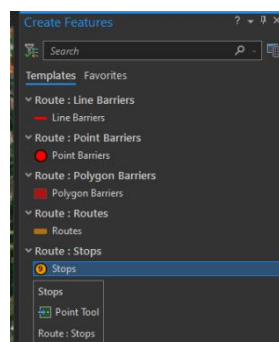 Create Features
Search
Templates Favorites
Route : Line Barriers
Line Barriers
Route : Point Barriers
Point Barriers
Route : Polygon Barriers
Polygon Barriers
Route : Routes
Routes
Route : Stops
9 Stops
Stops
Point Tool
Route : Stops